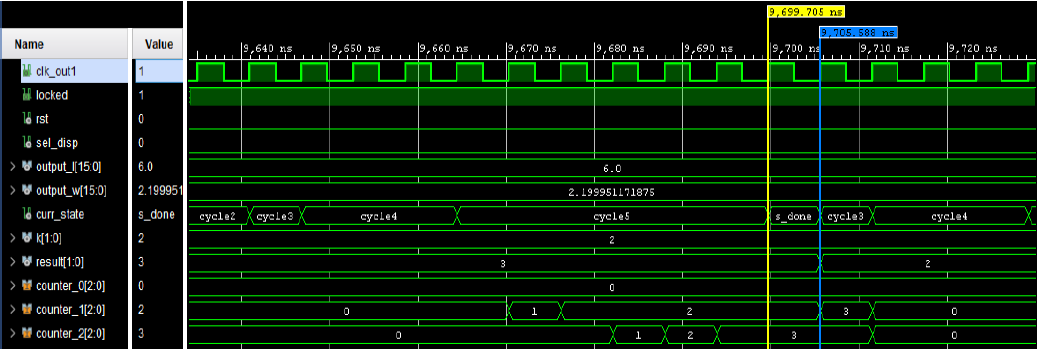 9,699.705 ns
9,705.588 ns
Name Value 9,640 ns 9,650 ns 9,660 ns 9,670 ns 9,680 ns 9,690 ns 9,700 ns 9,710 ns 9,720 ns
clk_out1 1
locked 1
rst 0
sel_disp 0
output_l[15:0] 6.0 6.0
output_w[15:0] 2.199951 2.199951171875
curr_state s_done cycle2 cycle3 cycle4 cycle5 s_done cycle3 cycle4
k[1:0] 2 2
result[1:0] 3 3 2
counter_0[2:0] 0 0
counter_1[2:0] 2 0 1 2 3 0
counter_2[2:0] 3 0 1 2 3 0